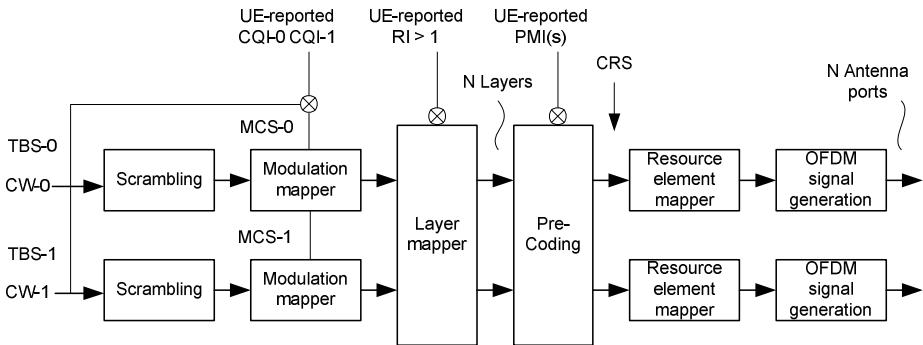 UE-reported
CQI-0 CQI-1
UE-reported
RI > 1
UE-reported
PMI(s)
CRS
N Layers
N Antenna
ports
TBS-0
CW-0
MCS-0
Scrambling
Modulation
mapper
Layer
mapper
Pre-
Coding
Resource
element
mapper
OFDM
signal
generation
TBS-1
CW-1
MCS-1
Scrambling
Modulation
mapper
Resource
element
mapper
OFDM
signal
generation